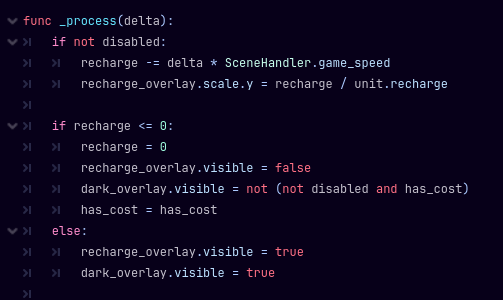 func _process(delta):
if not disabled:
recharge -= delta * SceneHandler.game_speed
recharge_overlay.scale.y = recharge / unit.recharge
if recharge <= 0:
recharge = 0
recharge_overlay.visible = false
dark_overlay.visible = not (not disabled and has_cost)
has_cost = has_cost
else:
recharge_overlay.visible = true
dark_overlay.visible = true